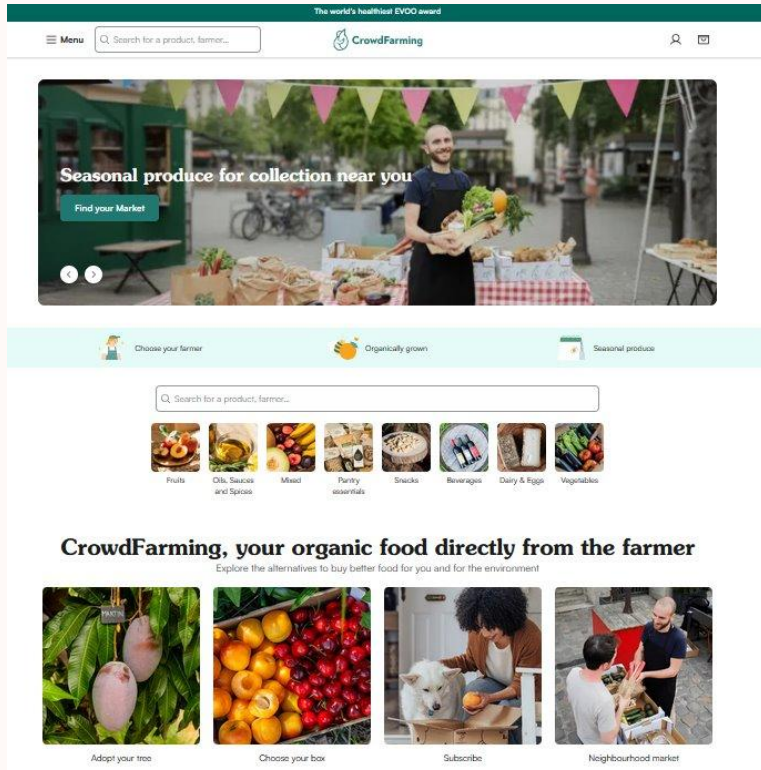 The world's healthiest EVOO award
Menu
Search for a product, farmer...
CrowdFarming
Seasonal produce for collection near you
Find your Market
Choose your farmer
Organically grown
Seasonal produce
Search for a product, farmer...
Fruits
Oils, Sauces
and Spices
Mixed
Pantry
essentials
Snacks
Beverages
Dairy & Eggs
Vegetables
CrowdFarming, your organic food directly from the farmer
Explore the alternatives to buy better food for you and for the environment
MARTIN
Adopt your tree
Choose your box
Subscribe
Neighbourhood market